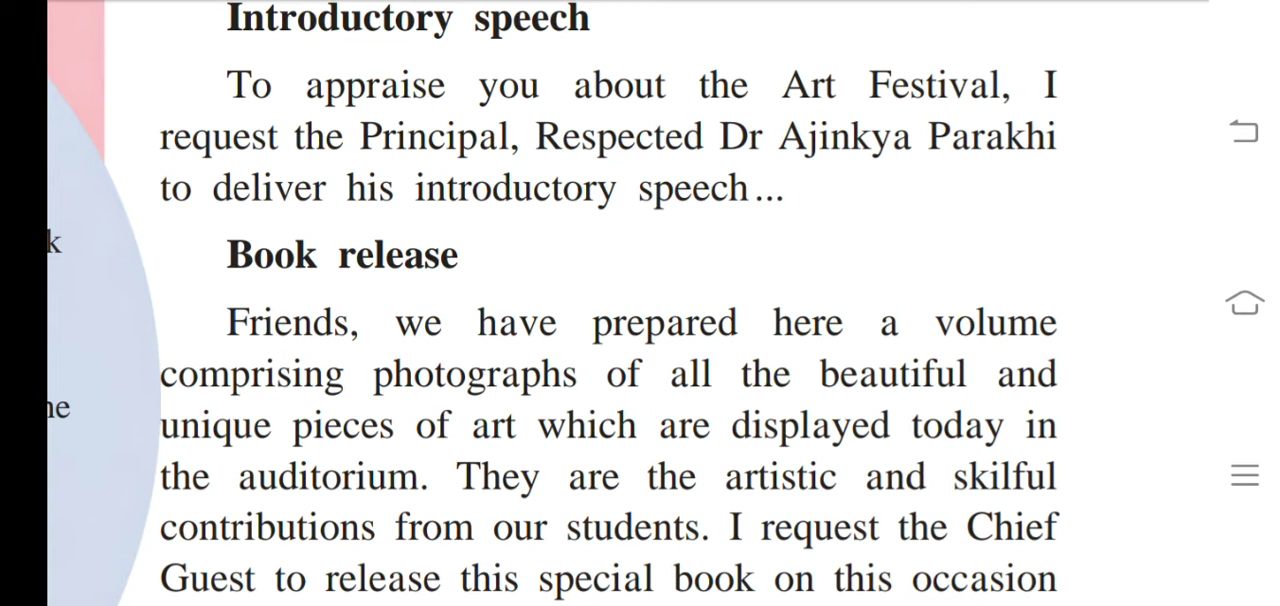 Introductory speech
To appraise you about the Art Festival, I
request the Principal, Respected Dr Ajinkya Parakhi
to deliver his introductory speech...
Book release
Friends, we have prepared here a volume
comprising photographs of all the beautiful and
unique pieces of art which are displayed today in
the auditorium. They are the artistic and skilful
contributions from our students. I request the Chief
Guest to release this special book on this occasion